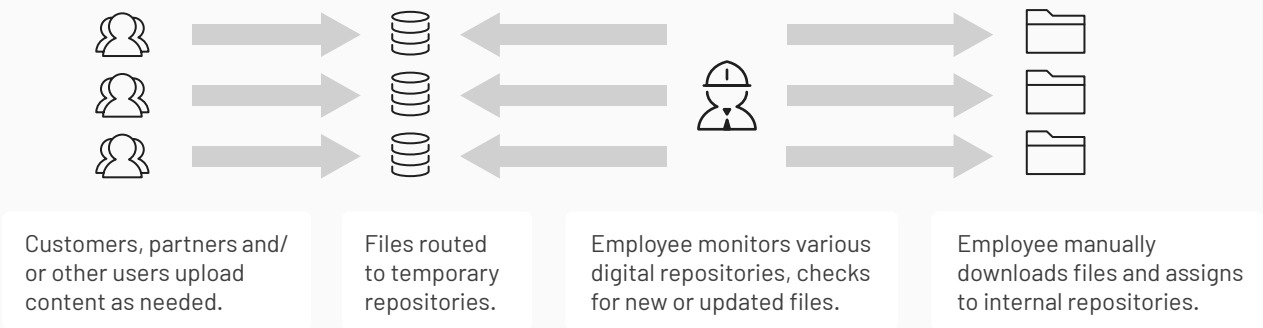 Customers, partners and/
or other users upload
content as needed.
Files routed
to temporary
repositories.
Employee monitors various
digital repositories, checks
for new or updated files.
Employee manually
downloads files and assigns
to internal repositories.